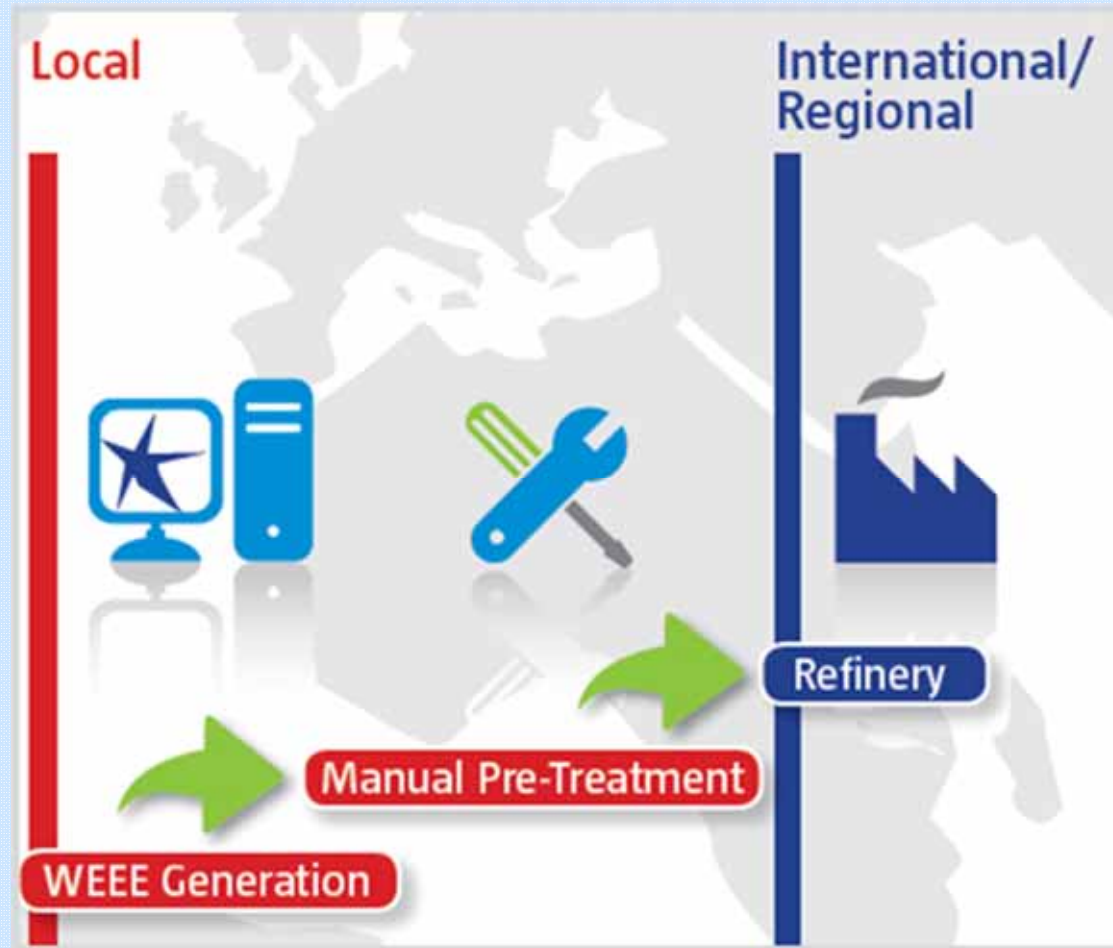 Local
International/
Regional
Refinery
Manual Pre-Treatment
WEEE Generation